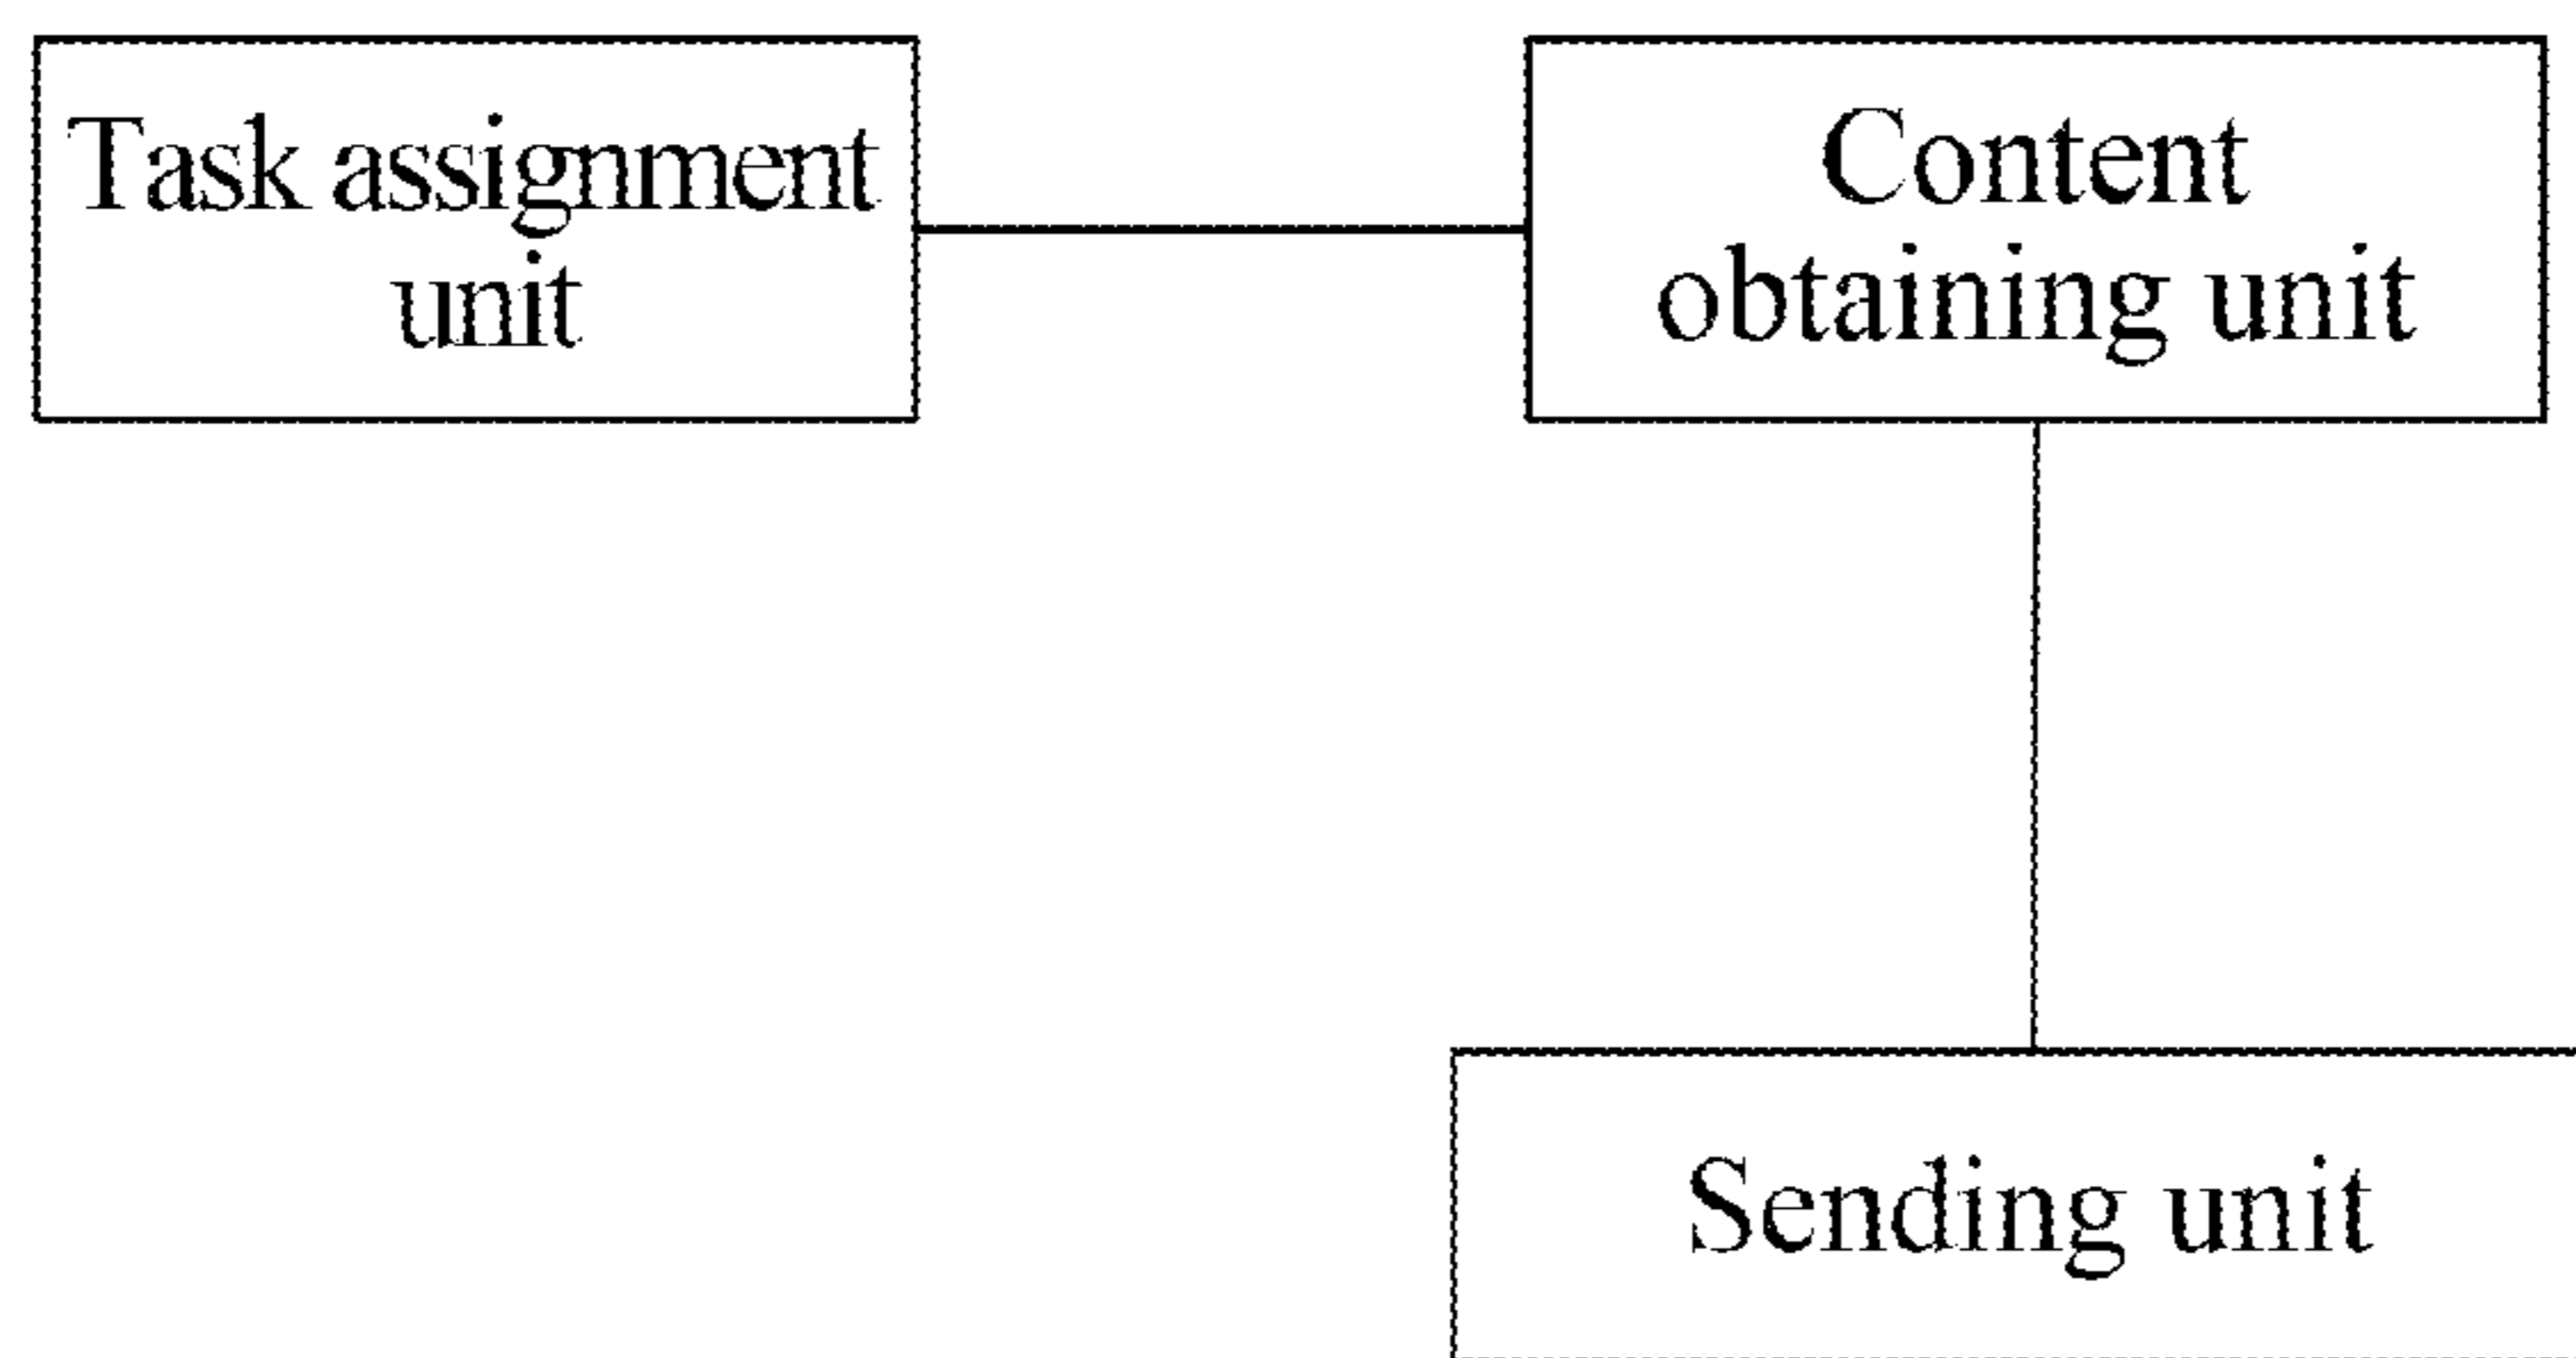 Task assignment
unit
Content
obtaining unit
Sending unit